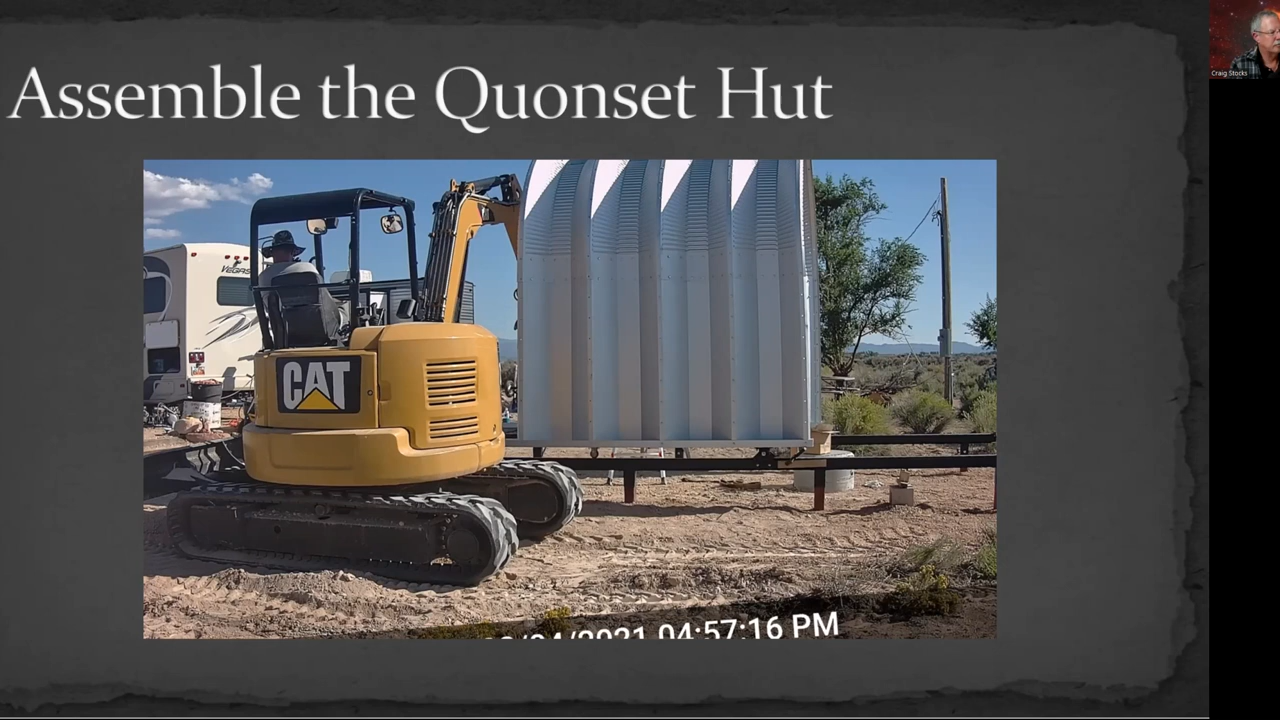 Assemble the Quonset Hut
Craig Stocks
VEGAS
CAT
04:57:16 PM